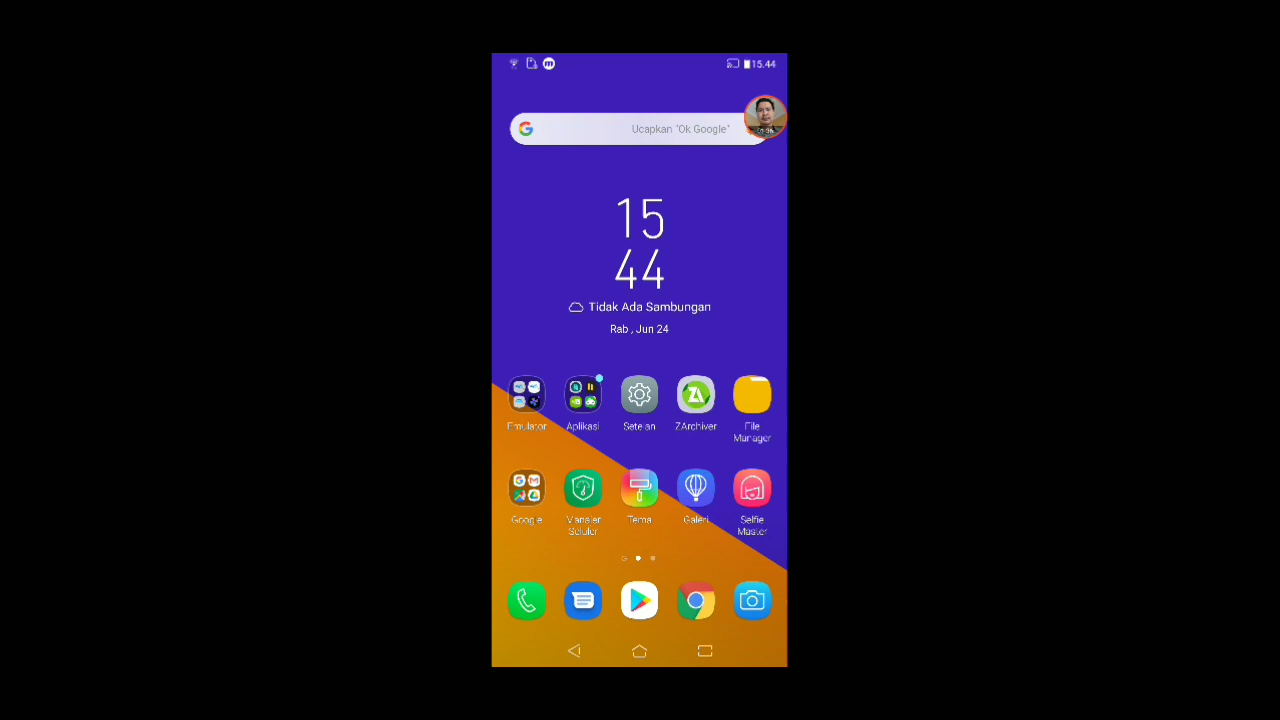 15.44
Ucapkan "Ok Google"
15
44
Tidak Ada Sambungan
Rab , Jun 24
Emulator
Aplikasi
Setelan
ZArchiver
File
Manager
Google
Manajer
Seluler
Tema
Galeri
Selfie
Master